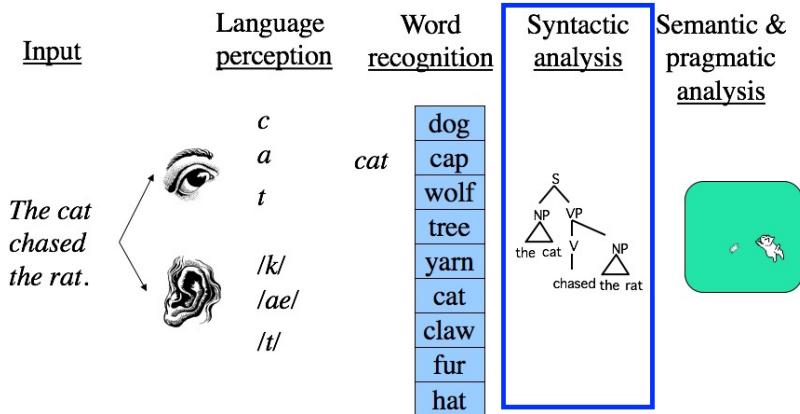 Input
Language
perception
Word
recognition
Syntactic
analysis
Semantic &
pragmatic
analysis
The cat
chased
the rat.
c
a
t
/k/
/ae/
/t/
cat
dog
cap
wolf
tree
yarn
cat
claw
fur
hat
S
NP VP
the cat V NP
chased the rat